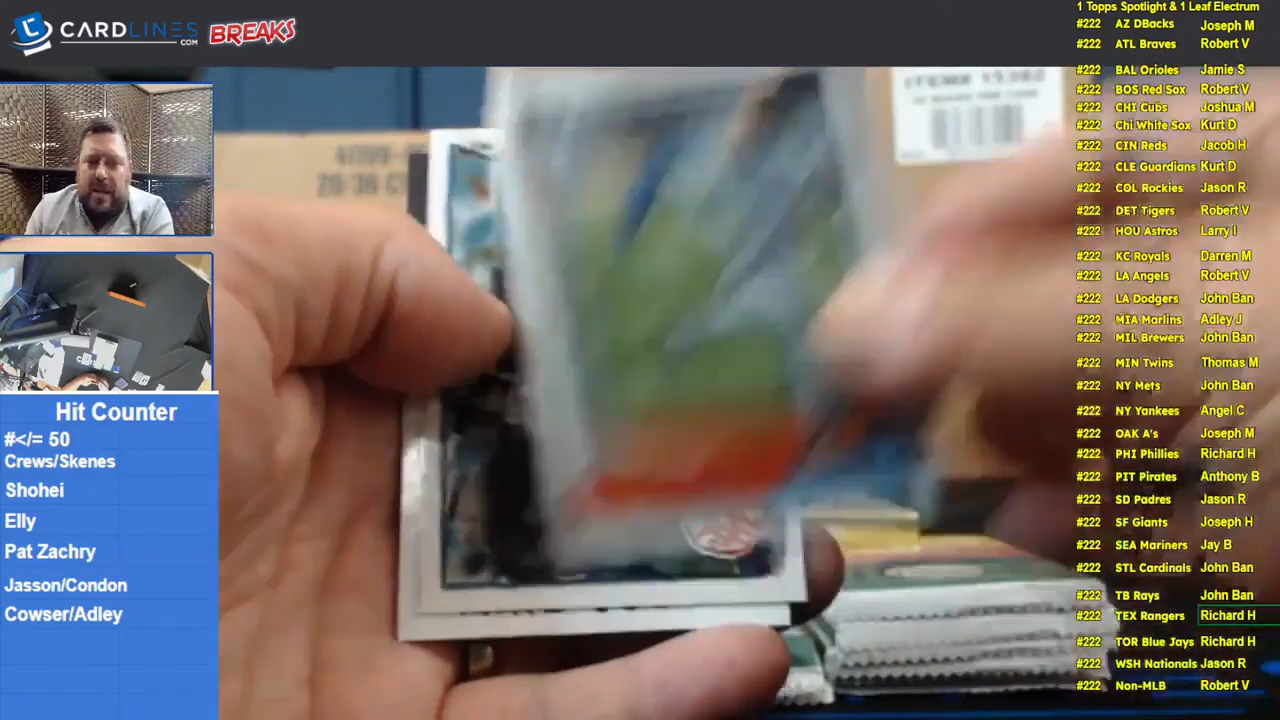 CARDLINES
.COM
BREAKS
Hit Counter
#</= 50
Crews/Skenes
Shohei
Elly
Pat Zachry
Jasson/Condon
Cowser/Adley
1 Topps Spotlight & 1 Leaf Electrum
#222 AZ DBacks Joseph M
#222 ATL Braves Robert V
#222 BAL Orioles Jamie S
#222 BOS Red Sox Robert V
#222 CHI Cubs Joshua M
#222 Chi White Sox Kurt D
#222 CIN Reds Jacob H
#222 CLE Guardians Kurt D
#222 COL Rockies Jason R
#222 DET Tigers Robert V
#222 HOU Astros Larry I
#222 KC Royals Darren M
#222 LA Angels Robert V
#222 LA Dodgers John Ban
#222 MIA Marlins Adley J
#222 MIL Brewers John Ban
#222 MIN Twins Thomas M
#222 NY Mets John Ban
#222 NY Yankees Angel C
#222 OAK A's Joseph M
#222 PHI Phillies Richard H
#222 PIT Pirates Anthony B
#222 SD Padres Jason R
#222 SF Giants Joseph H
#222 SEA Mariners Jay B
#222 STL Cardinals John Ban
#222 TB Rays John Ban
#222 TEX Rangers Richard H
#222 TOR Blue Jays Richard H
#222 WSH Nationals Jason R
#222 Non-MLB Robert V